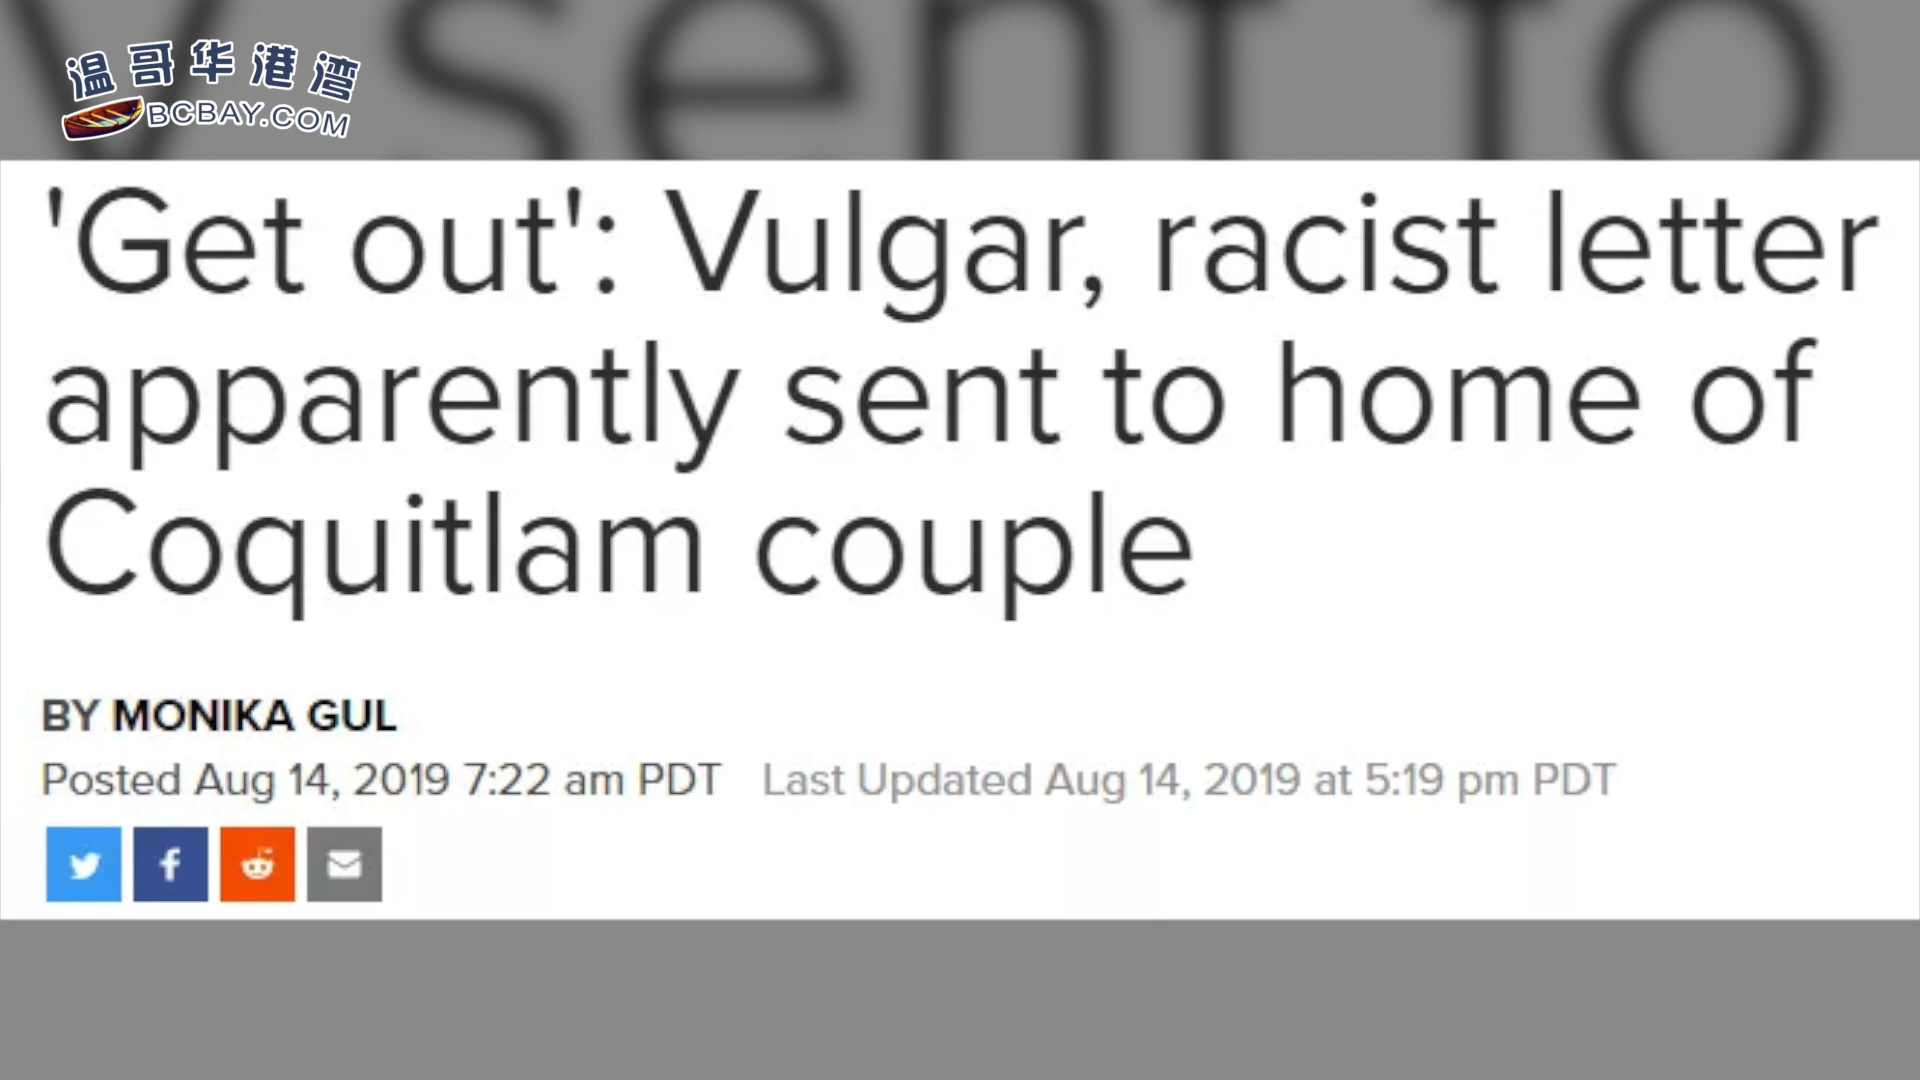 温哥华港湾
BCBAY.COM
sent to
'Get out': Vulgar, racist letter
apparently sent to home of
Coquitlam couple
BY MONIKA GUL
Posted Aug 14, 2019 7:22 am PDT Last Updated Aug 14, 2019 at 5:19 pm PDT